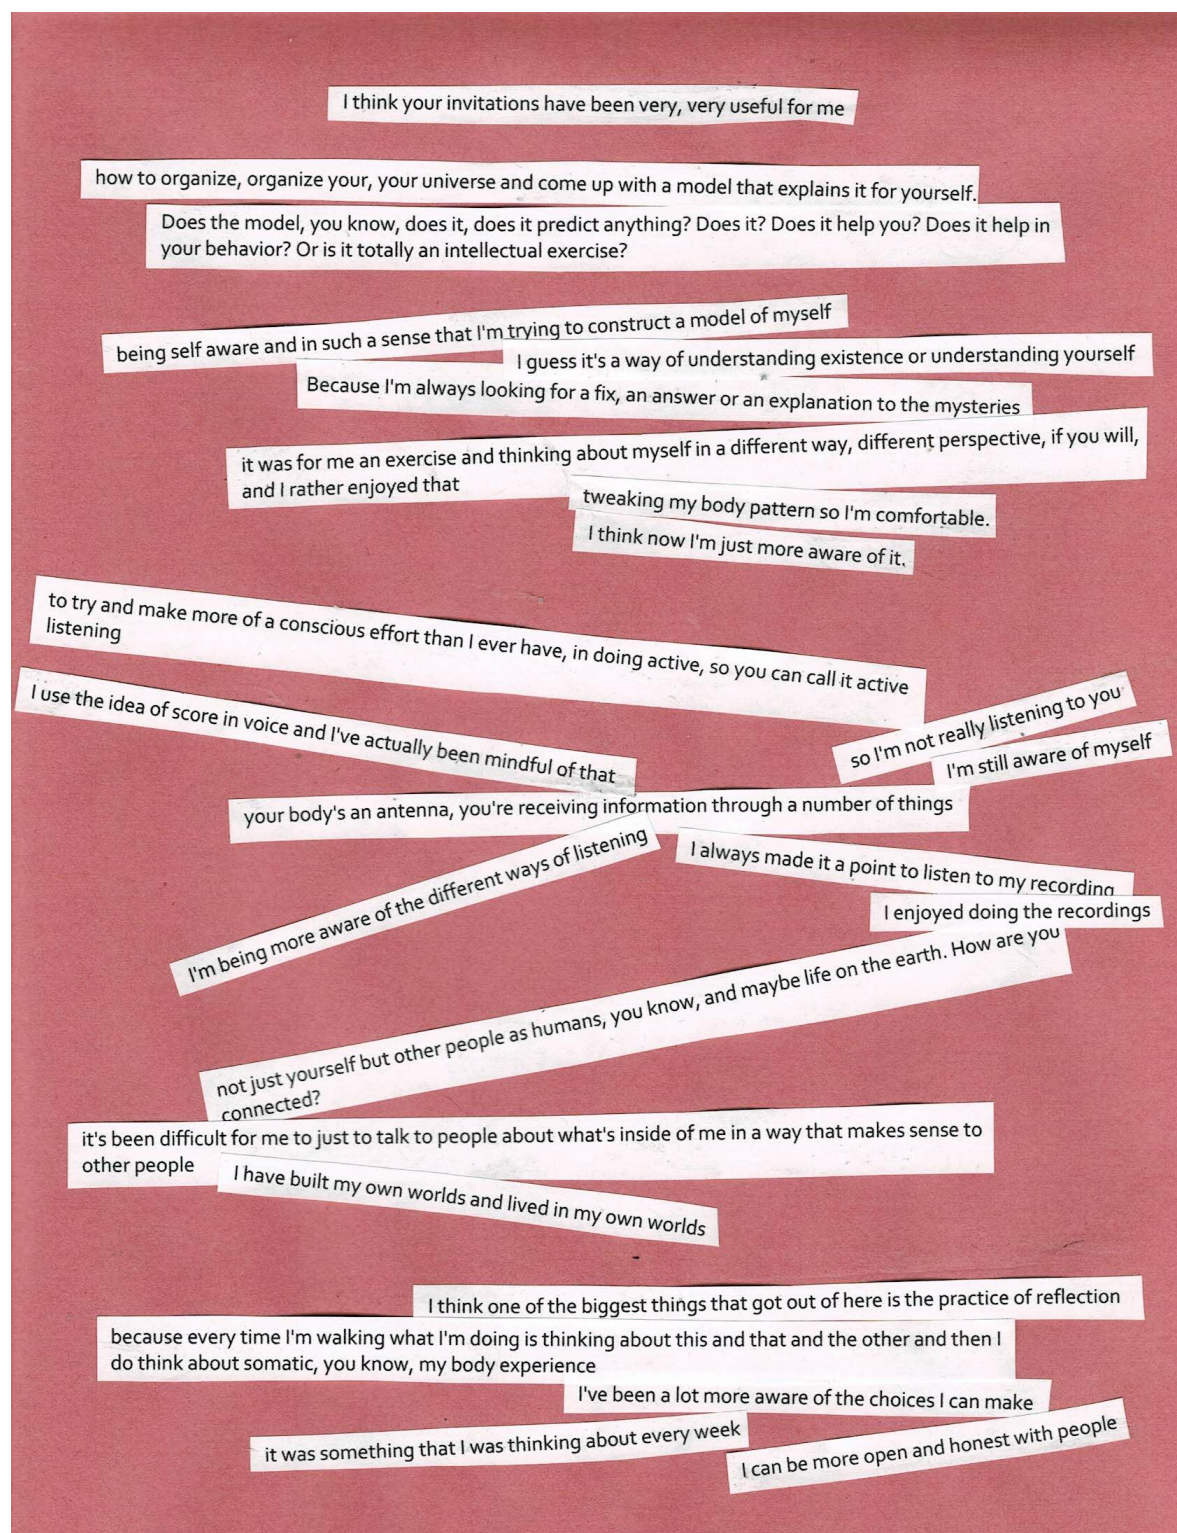 I think your invitations have been very, very useful for me
how to organize, organize your, your universe and come up with a model that explains it for yourself.
Does the model, you know, does it, does it predict anything? Does it? Does it help you? Does it help in
your behavior? Or is it totally an intellectual exercise?
being self aware and in such a sense that I'm trying to construct a model of myself
I guess it's a way of understanding existence or understanding yourself
Because I'm always looking for a fix, an answer or an explanation to the mysteries
it was for me an exercise and thinking about myself in a different way, different perspective, if you will,
and I rather enjoyed that
tweaking my body pattern so I'm comfortable.
I think now I'm just more aware of it.
to try and make more of a conscious effort than I ever have, in doing active, so you can call it active
listening
I use the idea of score in voice and I've actually been mindful of that
so I'm not really listening to you
I'm still aware of myself
your body's an antenna, you're receiving information through a number of things
I'm being more aware of the different ways of listening
I always made it a point to listen to my recording
I enjoyed doing the recordings
not just yourself but other people as humans, you know, and maybe life on the earth. How are you
connected?
it's been difficult for me to just to talk to people about what's inside of me in a way that makes sense to
other people
I have built my own worlds and lived in my own worlds
I think one of the biggest things that got out of here is the practice of reflection
because every time I'm walking what I'm doing is thinking about this and that and the other and then I
do think about somatic, you know, my body experience
I've been a lot more aware of the choices I can make
it was something that I was thinking about every week
I can be more open and honest with people